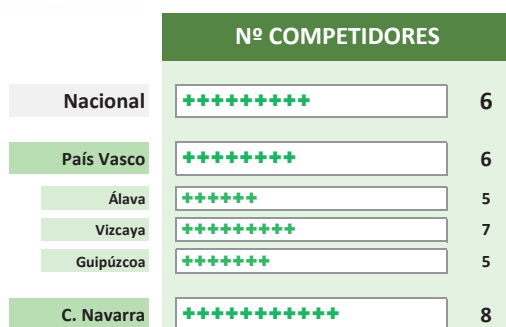 Nº COMPETIDORES
Nacional +++++++++ 6
País Vasco ++++++++ 6
Álava ++++++ 5
Vizcaya +++++++++ 7
Guipúzcoa +++++++ 5
C. Navarra +++++++++++ 8